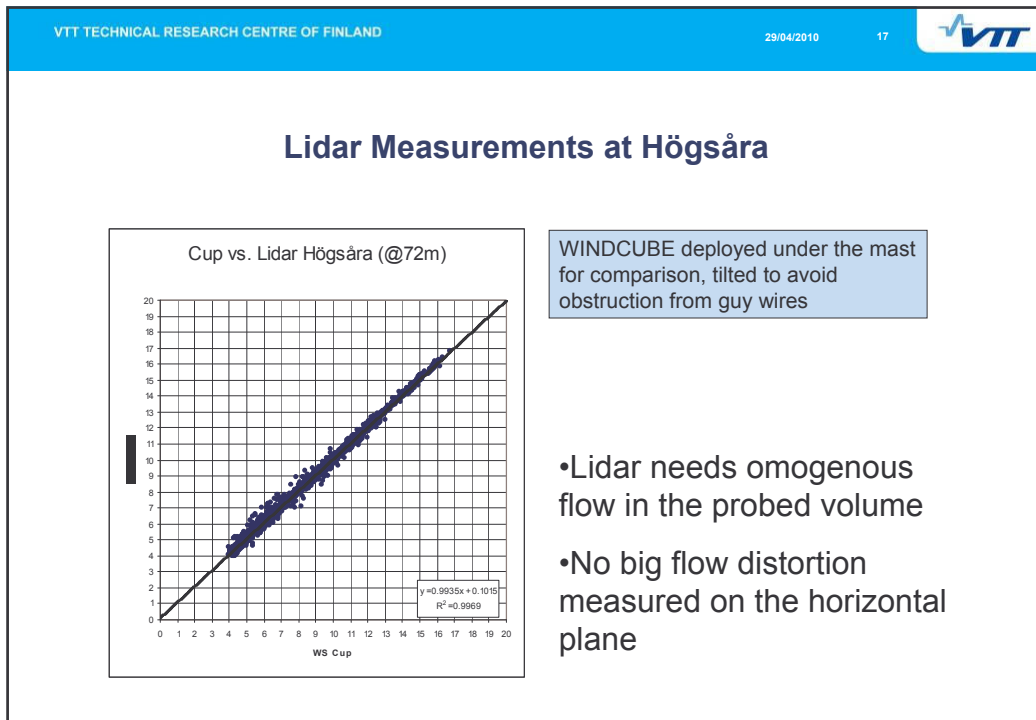 VTT TECHNICAL RESEARCH CENTRE OF FINLAND
29/04/2010
17
VTT
Lidar Measurements at Högsåra
Cup vs. Lidar Högsåra (@72m)
20
19
18
17
16
15
14
13
12
11
10
9
8
7
6
5
4
3
2
1
0
0 1 2 3 4 5 6 7 8 9 10 11 12 13 14 15 16 17 18 19 20
WS Cup
y =0.9935x + 0.1015
R² =0.9969
WINDCUBE deployed under the mast
for comparison, tilted to avoid
obstruction from guy wires
•Lidar needs omogenous
flow in the probed volume
•No big flow distortion
measured on the horizontal
plane